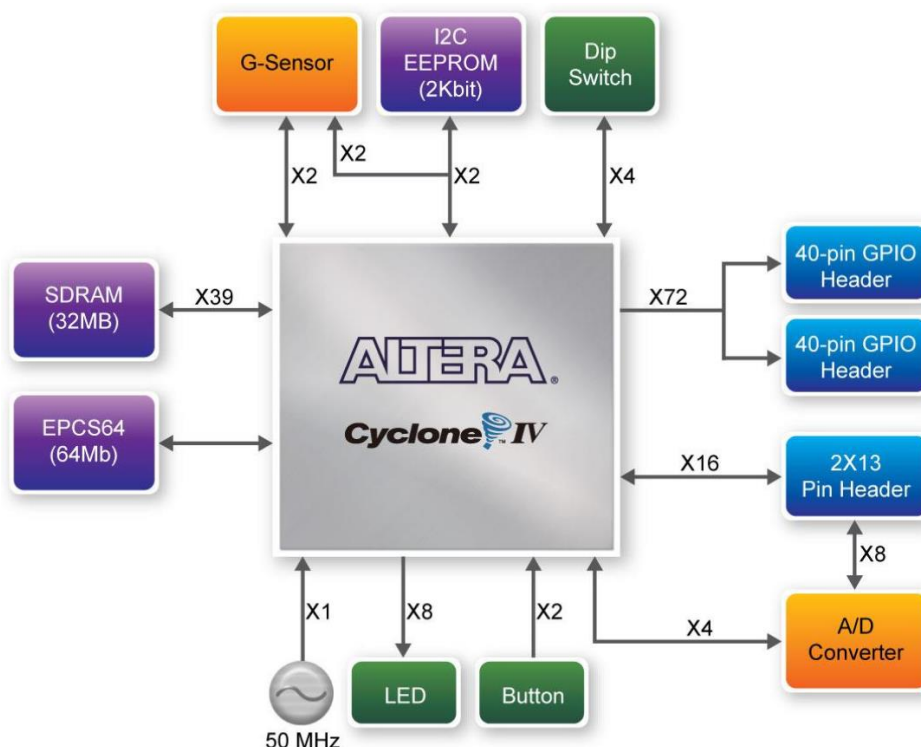 G-Sensor
I2C
EEPROM
(2Kbit)
Dip
Switch
X2
X2
X2
X4
SDRAM
(32MB)
X39
X72
40-pin GPIO
Header
40-pin GPIO
Header
ALTERA®
Cyclone™ IV
EPCS64
(64Mb)
X16
2X13
Pin Header
X8
X1
X8
X2
X4
A/D
Converter
LED
Button
50 MHz